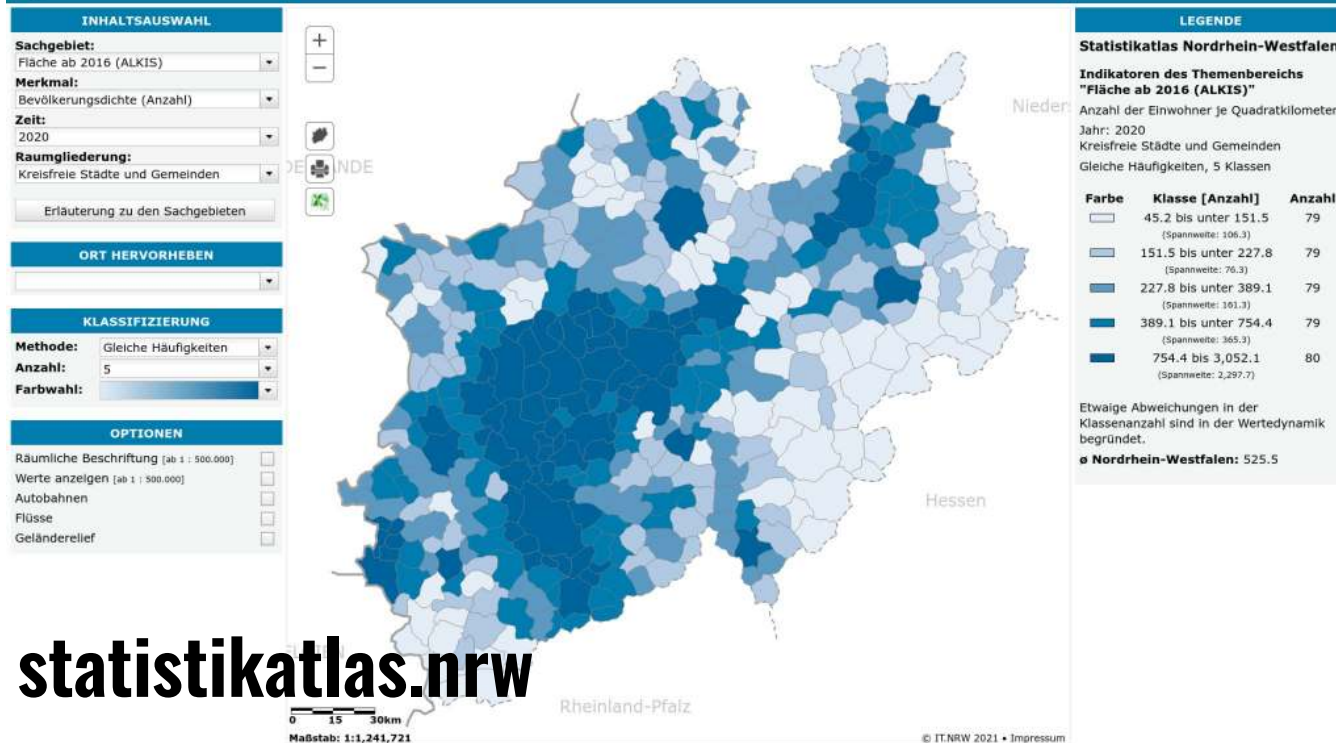 INHALTSAUSWAHL
Sachgebiet:
Fläche ab 2016 (ALKIS)
Merkmal:
Bevölkerungsdichte (Anzahl)
Zeit:
2020
Raumgliederung:
Kreisfreie Städte und Gemeinden
Erläuterung zu den Sachgebieten
ORT HERVORHEBEN
KLASSIFIZIERUNG
Methode: Gleiche Häufigkeiten
Anzahl: 5
Farbwahl:
OPTIONEN
Räumliche Beschriftung [ab 1 : 500.000]
Werte anzeigen [ab 1 : 500.000]
Autobahnen
Flüsse
Geländerelief
statistikatlas.nrw
+
−
Nieders
NDE
Hessen
Rheinland-Pfalz
0 15 30km
Maßstab: 1:1,241,721
© IT.NRW 2021 • Impressum
LEGENDE
Statistikatlas Nordrhein-Westfalen
Indikatoren des Themenbereichs
"Fläche ab 2016 (ALKIS)"
Anzahl der Einwohner je Quadratkilometer
Jahr: 2020
Kreisfreie Städte und Gemeinden
Gleiche Häufigkeiten, 5 Klassen
Farbe Klasse [Anzahl] Anzahl
45.2 bis unter 151.5 79
(Spannweite: 106.3)
151.5 bis unter 227.8 79
(Spannweite: 76.3)
227.8 bis unter 389.1 79
(Spannweite: 161.3)
389.1 bis unter 754.4 79
(Spannweite: 365.3)
754.4 bis 3,052.1 80
(Spannweite: 2,297.7)
Etwaige Abweichungen in der
Klassenanzahl sind in der Wertedynamik
begründet.
ø Nordrhein-Westfalen: 525.5